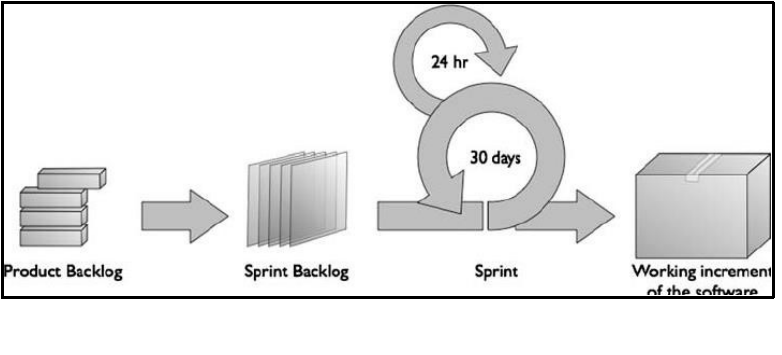 24 hr
30 days
Product Backlog
Sprint Backlog
Sprint
Working increment
of the software